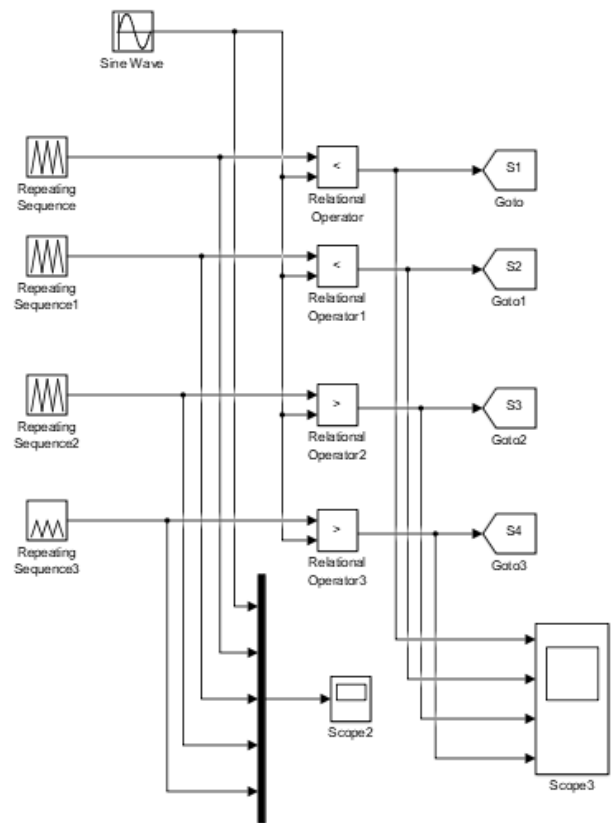 Sine Wave
Repeating
Sequence
<
Relational
Operator
S1
Goto
Repeating
Sequence1
<
Relational
Operator1
S2
Goto1
Repeating
Sequence2
>
Relational
Operator2
S3
Goto2
Repeating
Sequence3
>
Relational
Operator3
S4
Goto3
Scope2
Scope3